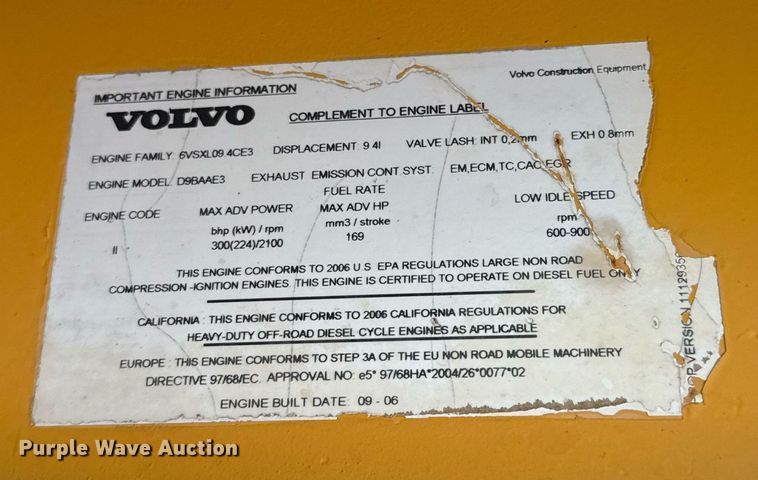 IMPORTANT ENGINE INFORMATION
Volvo Construction Equipment
VOLVO COMPLEMENT TO ENGINE LABEL
ENGINE FAMILY: 6VSXL09 4CE3 DISPLACEMENT: 9 4l VALVE LASH: INT 0,2mm EXH 0.8mm
ENGINE MODEL: D9BAAE3 EXHAUST EMISSION CONT SYST. EM,ECM,TC,CAC,EGR
FUEL RATE
ENGINE CODE MAX ADV POWER MAX ADV HP LOW IDLE SPEED
bhp (kW) / rpm mm3 / stroke rpm
II 300(224)/2100 169 600-900
THIS ENGINE CONFORMS TO 2006 U.S EPA REGULATIONS LARGE NON ROAD
COMPRESSION -IGNITION ENGINES. THIS ENGINE IS CERTIFIED TO OPERATE ON DIESEL FUEL ONLY
CALIFORNIA : THIS ENGINE CONFORMS TO 2006 CALIFORNIA REGULATIONS FOR
HEAVY-DUTY OFF-ROAD DIESEL CYCLE ENGINES AS APPLICABLE
EUROPE : THIS ENGINE CONFORMS TO STEP 3A OF THE EU NON ROAD MOBILE MACHINERY
DIRECTIVE 97/68/EC. APPROVAL NO: e5* 97/68HA*2004/26*0077*02
ENGINE BUILT DATE: 09 - 06
VERSION 1112935
Purple Wave Auction